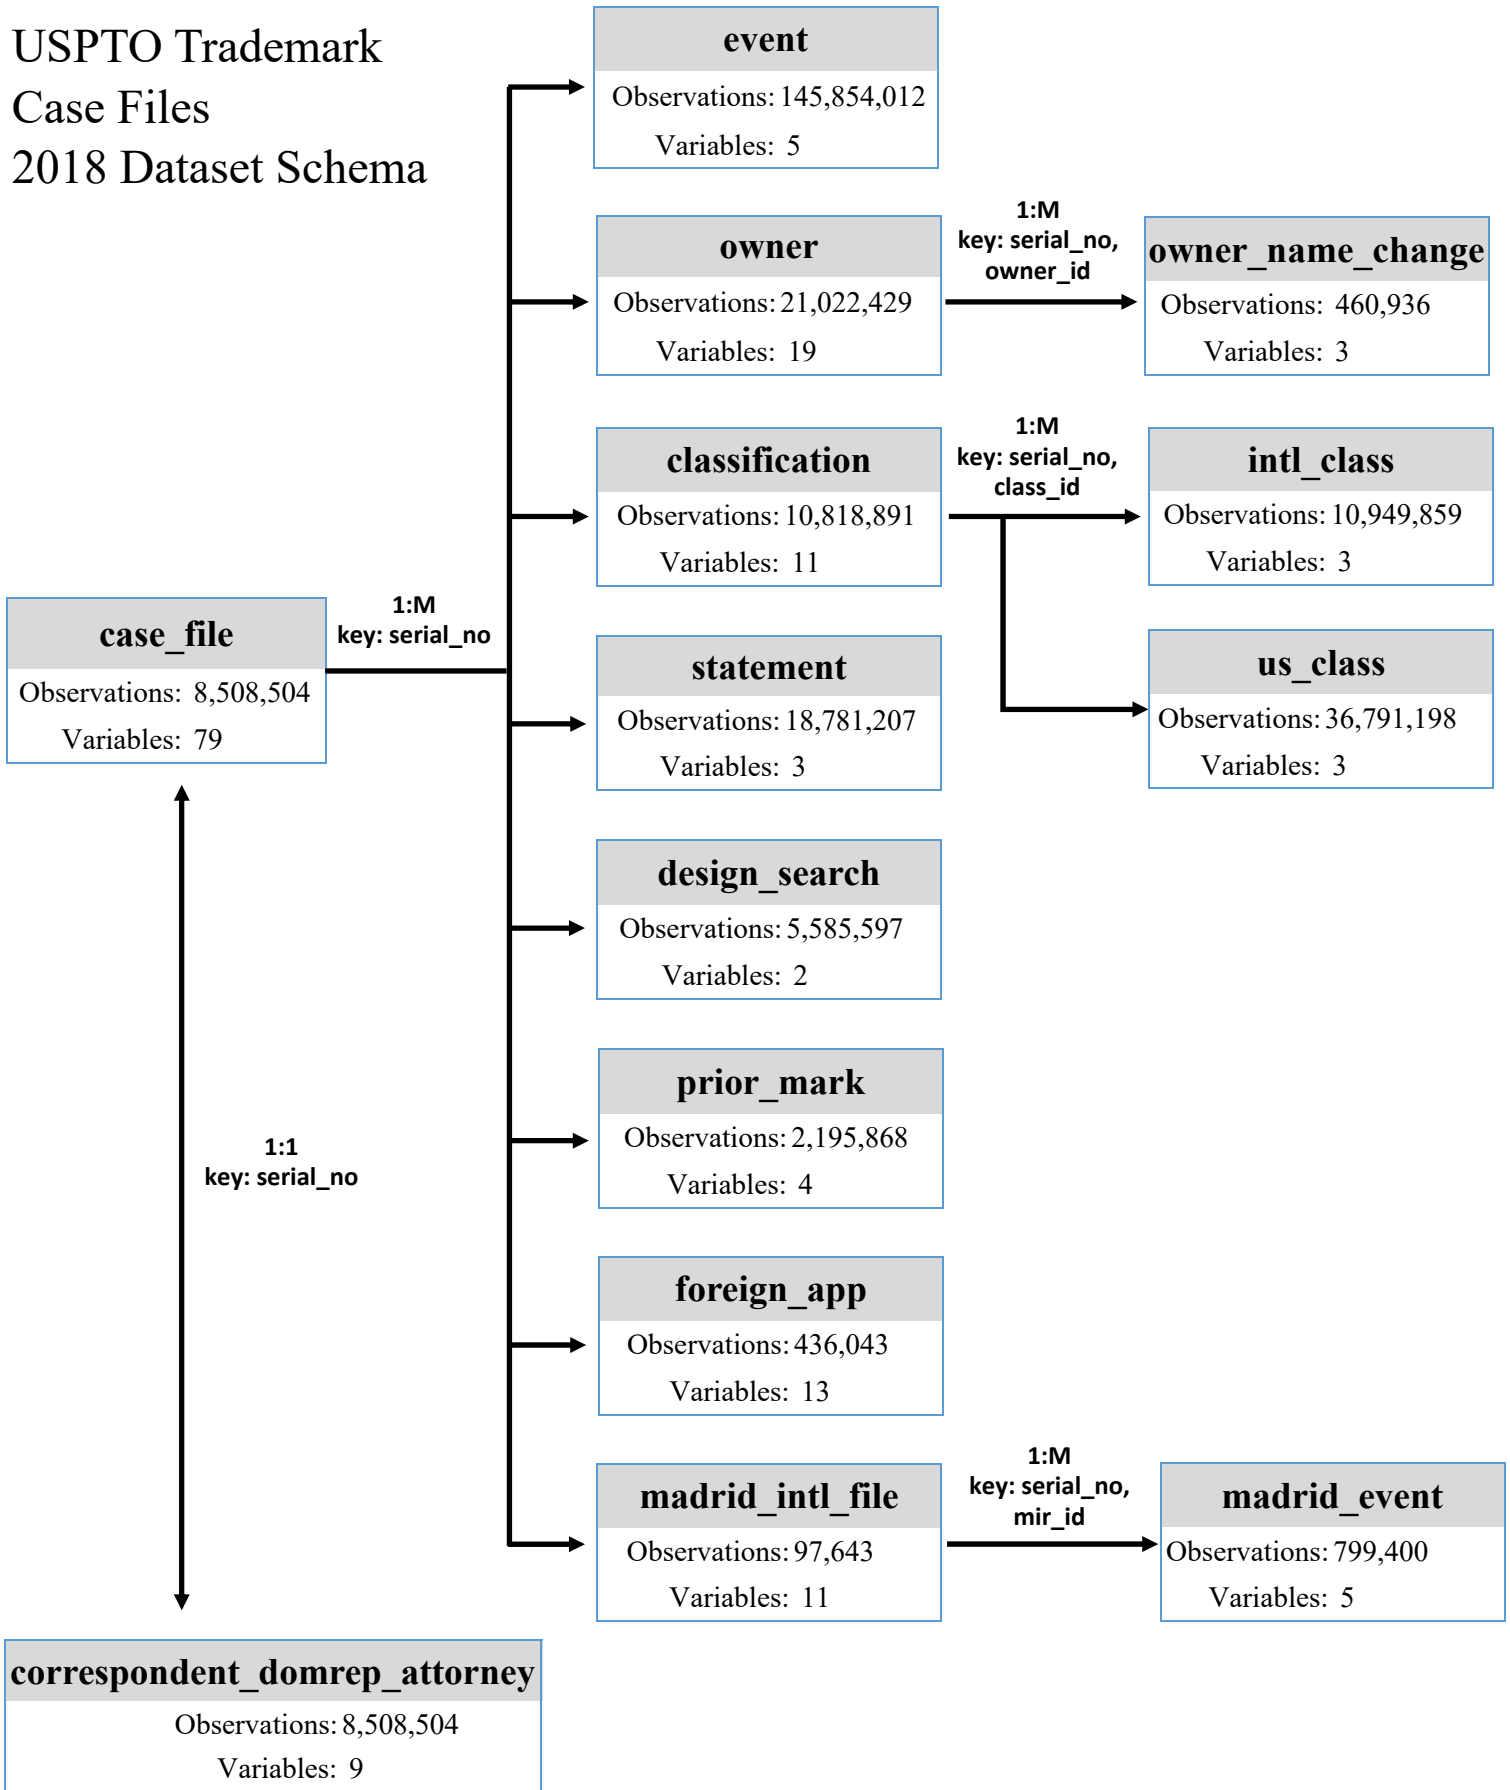 USPTO Trademark
Case Files
2018 Dataset Schema
event
Observations: 145,854,012
Variables: 5
owner
Observations: 21,022,429
Variables: 19
1:M
key: serial_no,
owner_id
owner_name_change
Observations: 460,936
Variables: 3
classification
Observations: 10,818,891
Variables: 11
1:M
key: serial_no,
class_id
intl_class
Observations: 10,949,859
Variables: 3
us_class
Observations: 36,791,198
Variables: 3
case_file
Observations: 8,508,504
Variables: 79
1:M
key: serial_no
statement
Observations: 18,781,207
Variables: 3
design_search
Observations: 5,585,597
Variables: 2
prior_mark
Observations: 2,195,868
Variables: 4
1:1
key: serial_no
foreign_app
Observations: 436,043
Variables: 13
madrid_intl_file
Observations: 97,643
Variables: 11
1:M
key: serial_no,
mir_id
madrid_event
Observations: 799,400
Variables: 5
correspondent_domrep_attorney
Observations: 8,508,504
Variables: 9